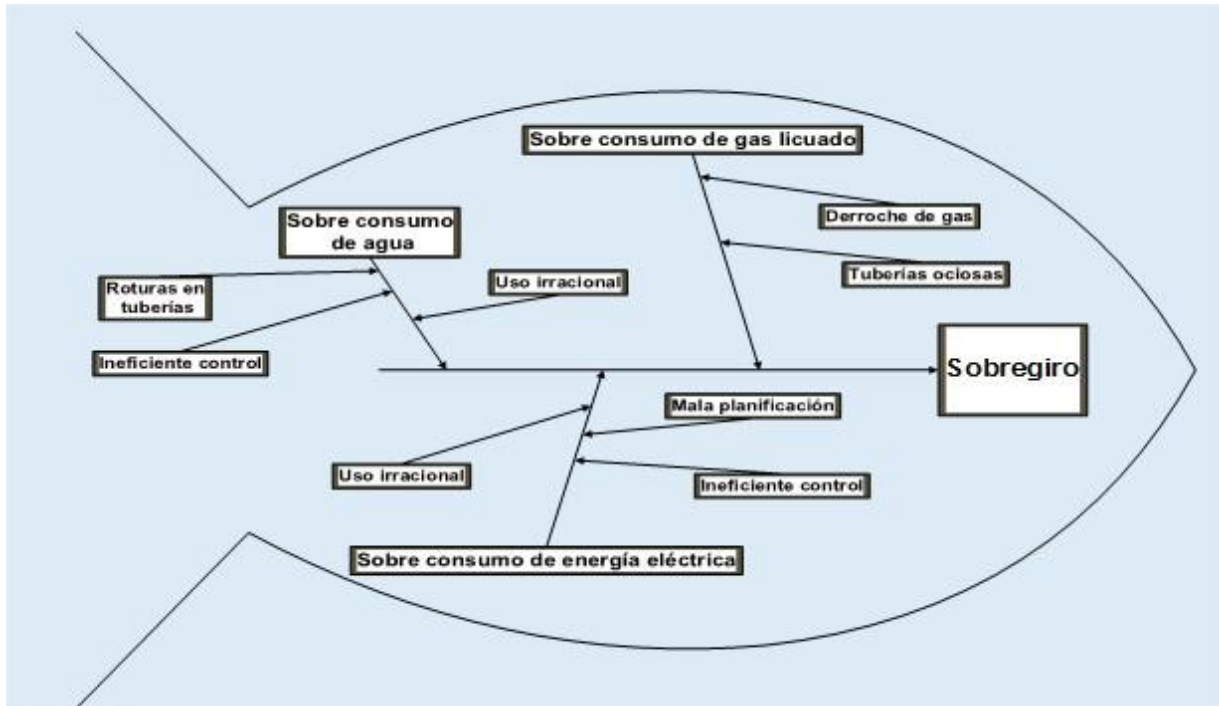 Sobre consumo de gas licuado
Derroche de gas
Tuberías ociosas
Sobre consumo
de agua
Roturas en
tuberías
Uso irracional
Ineficiente control
Sobregiro
Mala planificación
Uso irracional
Ineficiente control
Sobre consumo de energía eléctrica